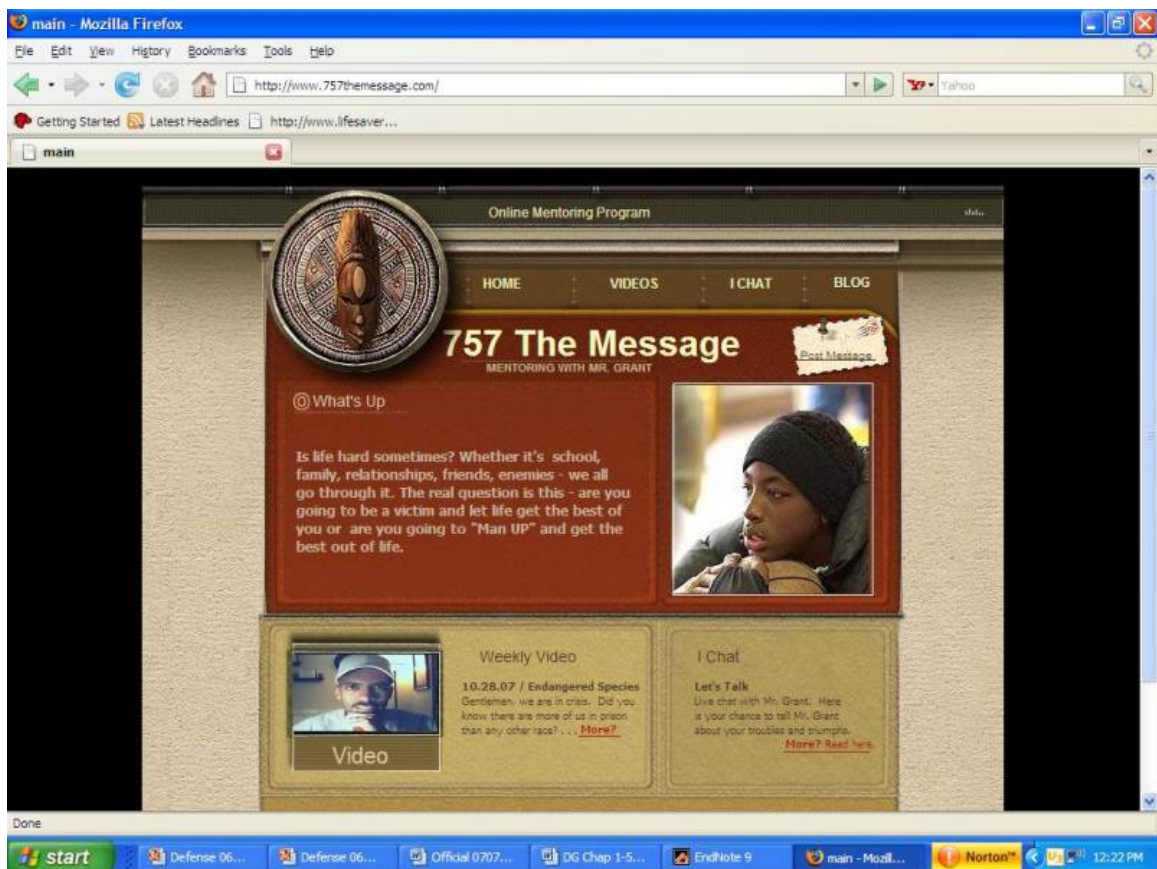 main - Mozilla Firefox
File Edit View History Bookmarks Tools Help
http://www.757themessage.com/
Yahoo
Getting Started Latest Headlines http://www.lifesaver...
main
Online Mentoring Program
HOME VIDEOS I CHAT BLOG
757 The Message
MENTORING WITH MR. GRANT
Post Message
What's Up
Is life hard sometimes? Whether it's school,
family, relationships, friends, enemies - we all
go through it. The real question is this - are you
going to be a victim and let life get the best of
you or are you going to "Man UP" and get the
best out of life.
Video
Weekly Video
10.28.07 / Endangered Species
Gentlemen, we are in crisis. Did you
know there are more of us in prison
than any other race? . . . More?
I Chat
Let's Talk
Live chat with Mr. Grant. Here
is your chance to tell Mr. Grant
about your troubles and triumphs.
More? Read here.
Done
start Defense 06... Defense 06... Official 0707... DG Chap 1-5... EndNote 9 main - Mozil... Norton™ 12:22 PM